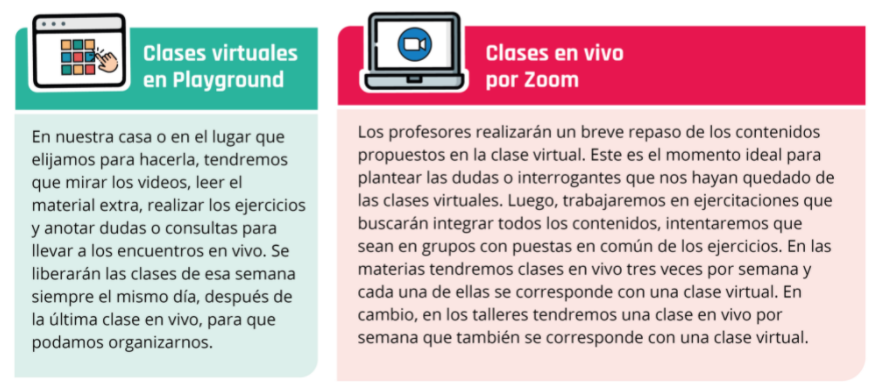 Clases virtuales
en Playground
En nuestra casa o en el lugar que
elijamos para hacerla, tendremos
que mirar los videos, leer el
material extra, realizar los ejercicios
y anotar dudas o consultas para
llevar a los encuentros en vivo. Se
liberarán las clases de esa semana
siempre el mismo día, después de
la última clase en vivo, para que
podamos organizarnos.
Clases en vivo
por Zoom
Los profesores realizarán un breve repaso de los contenidos
propuestos en la clase virtual. Este es el momento ideal para
plantear las dudas o interrogantes que nos hayan quedado de
las clases virtuales. Luego, trabajaremos en ejercitaciones que
buscarán integrar todos los contenidos, intentaremos que
sean en grupos con puestas en común de los ejercicios. En las
materias tendremos clases en vivo tres veces por semana y
cada una de ellas se corresponde con una clase virtual. En
cambio, en los talleres tendremos una clase en vivo por
semana que también se corresponde con una clase virtual.